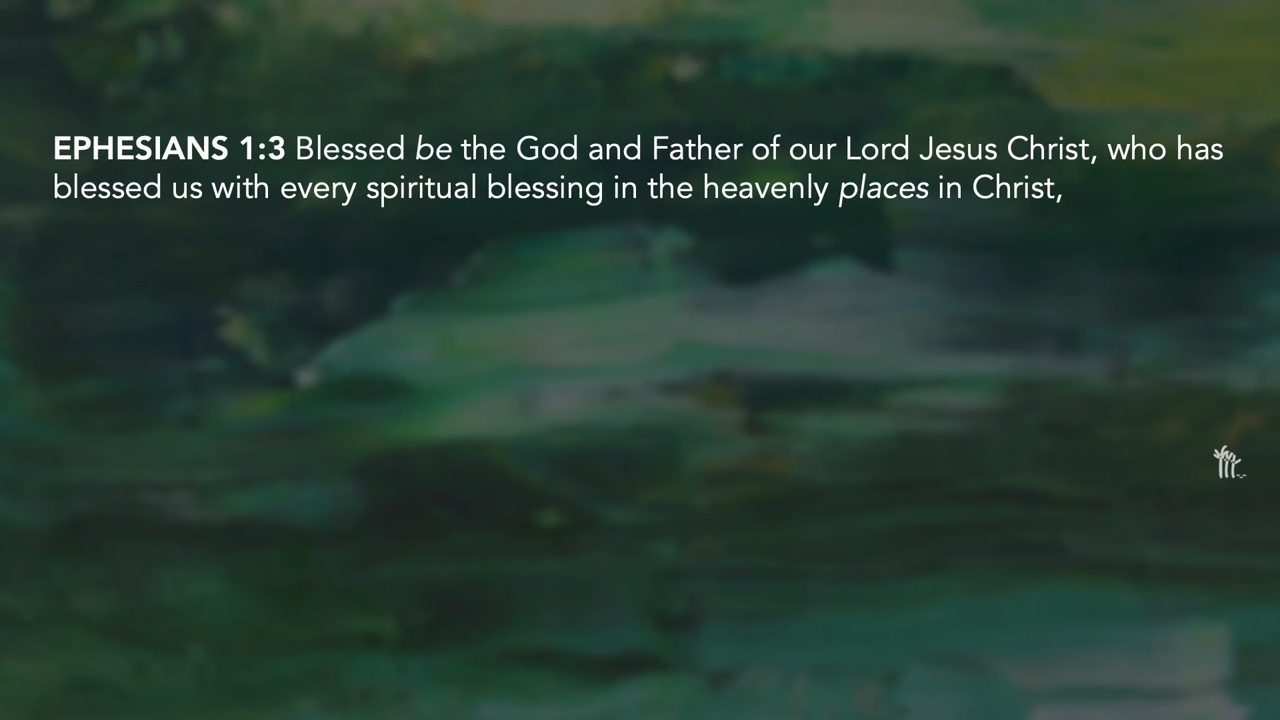 EPHESIANS 1:3 Blessed be the God and Father of our Lord Jesus Christ, who has
blessed us with every spiritual blessing in the heavenly places in Christ,